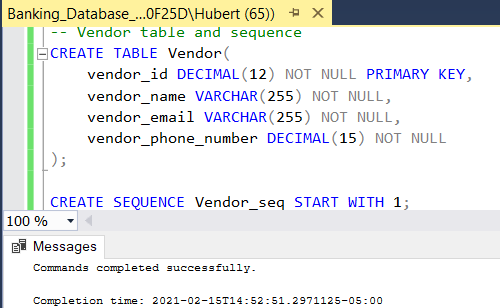 Banking_Database_...0F25D\Hubert (65))
-- Vendor table and sequence
CREATE TABLE Vendor(
vendor_id DECIMAL(12) NOT NULL PRIMARY KEY,
vendor_name VARCHAR(255) NOT NULL,
vendor_email VARCHAR(255) NOT NULL,
vendor_phone_number DECIMAL(15) NOT NULL
);
CREATE SEQUENCE Vendor_seq START WITH 1;
100 %
Messages
Commands completed successfully.
Completion time: 2021-02-15T14:52:51.2971125-05:00